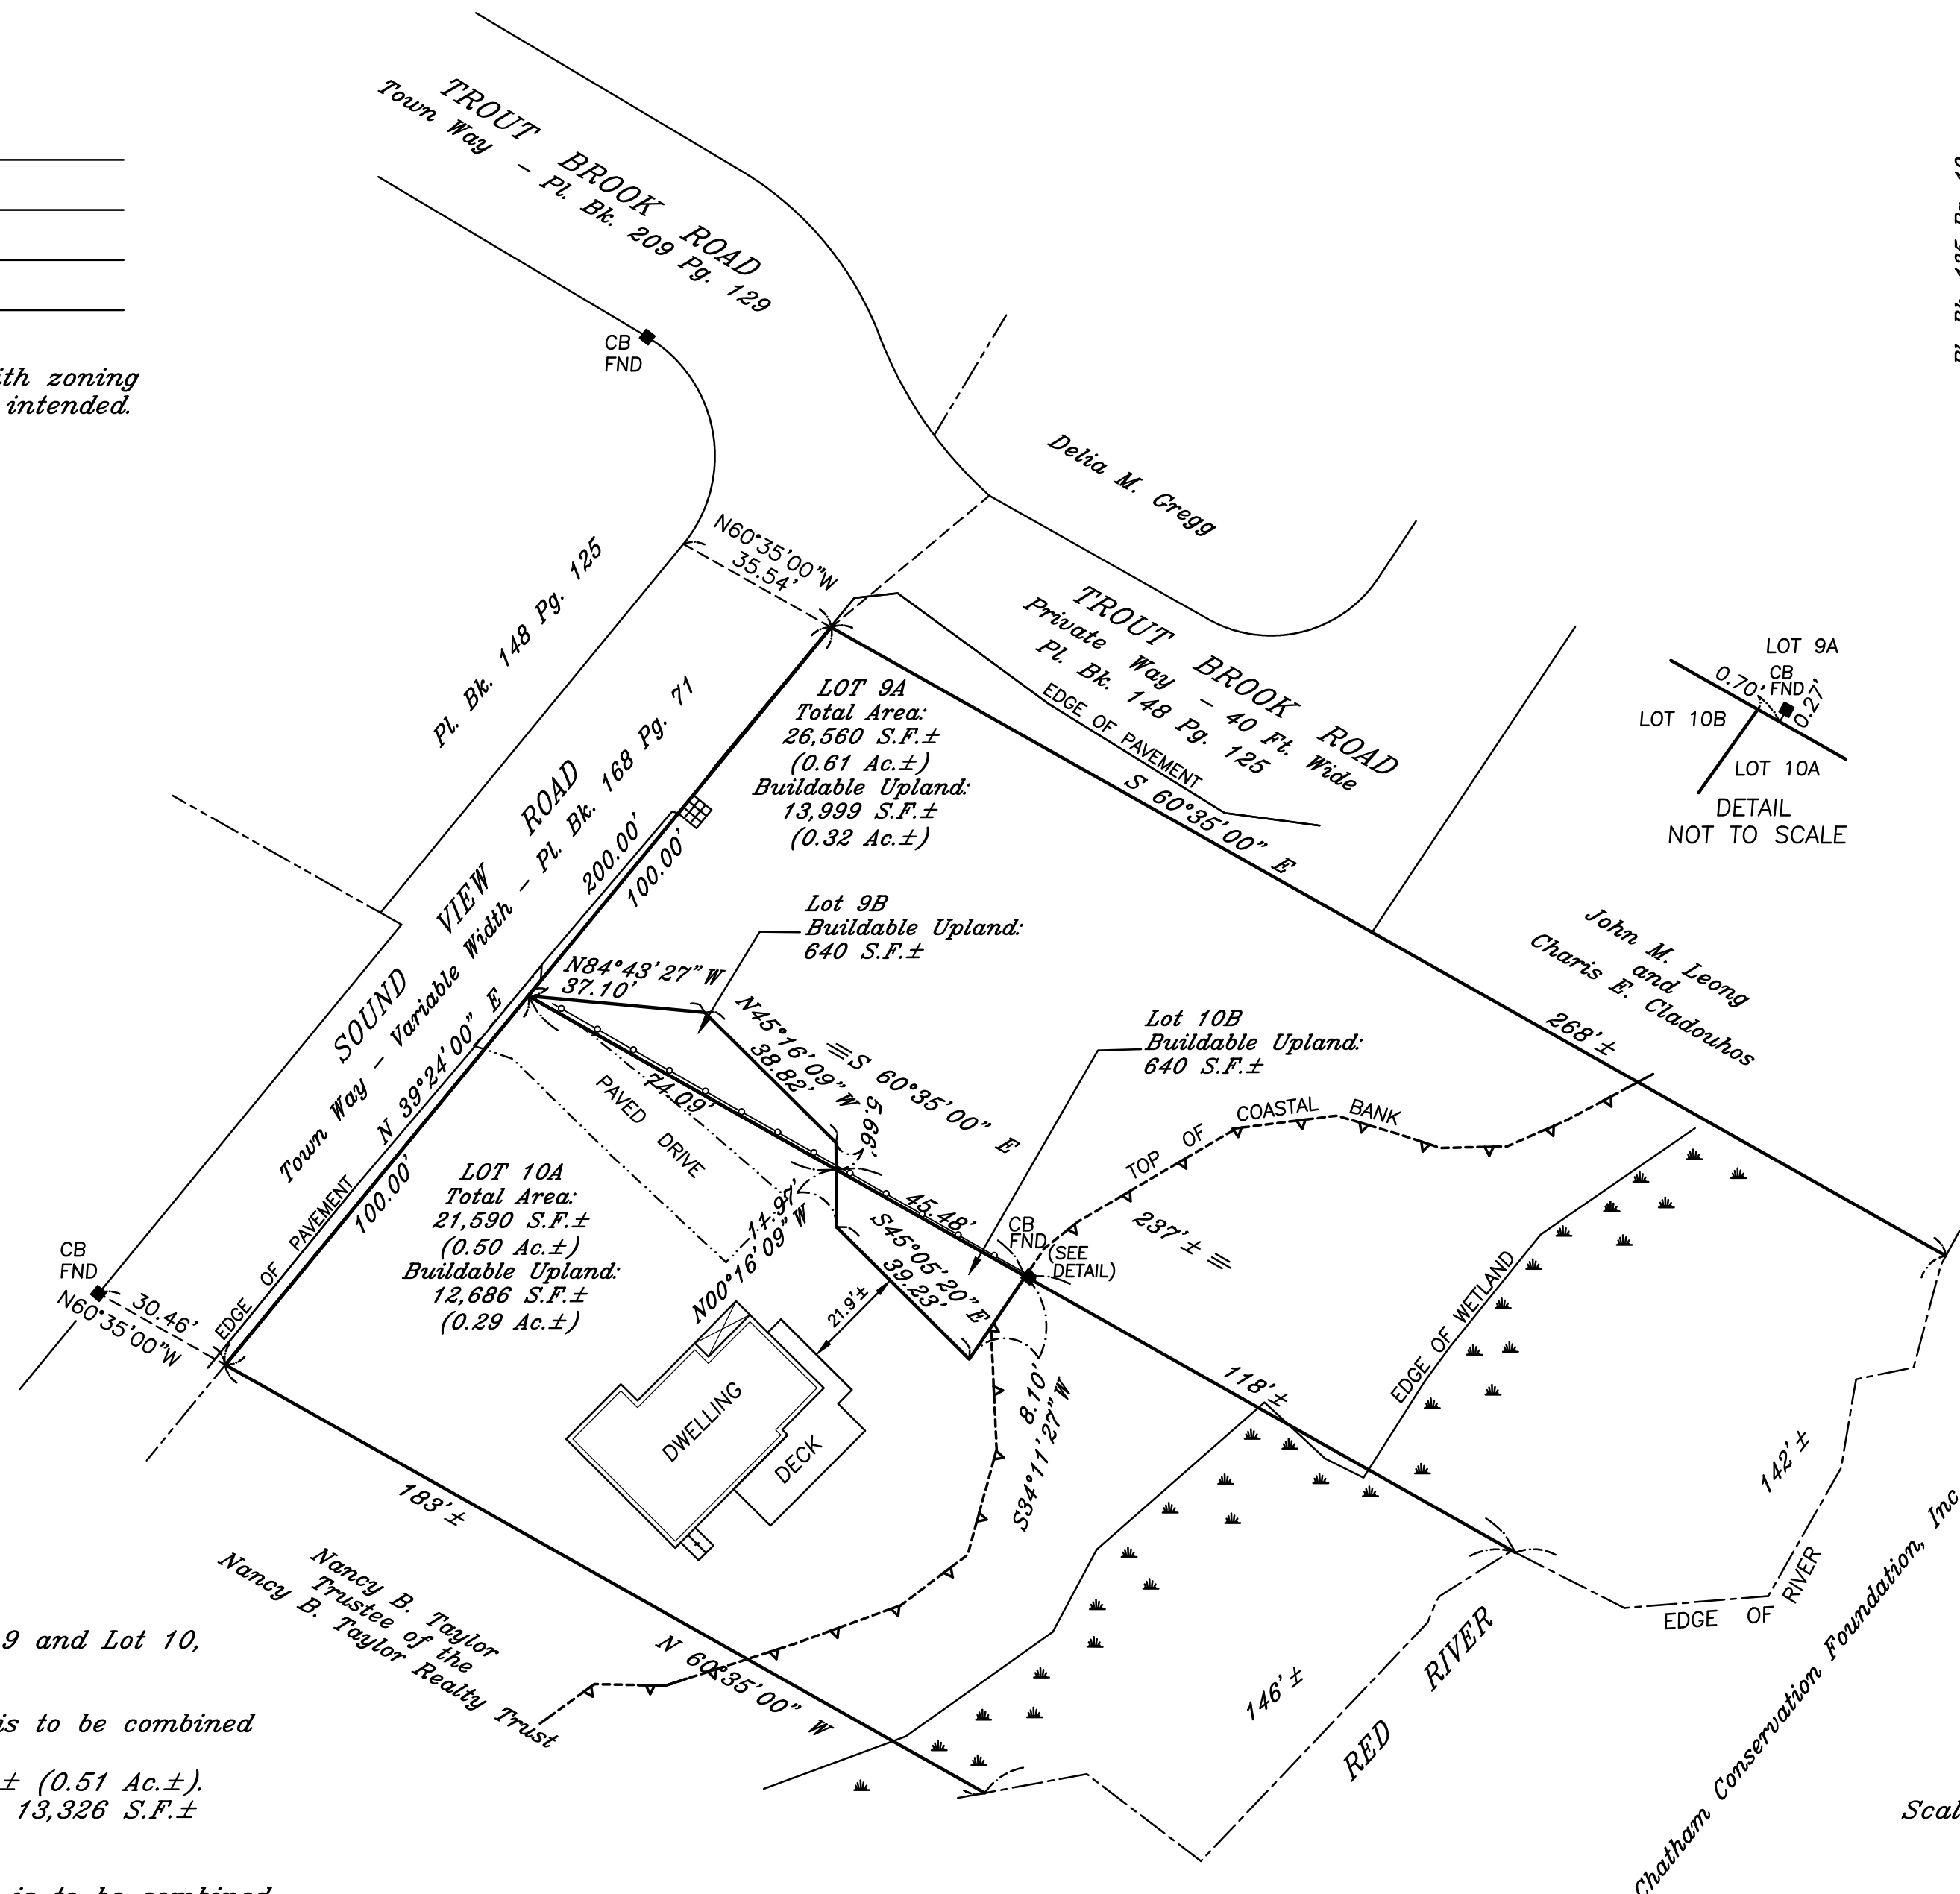 TROUT BROOK ROAD
Town Way - Pl. Bk. 209 Pg. 129
ith zoning
intended.
CB
FND
Delia M. Gregg
N60°35'00"W
35.54'
Pl. Bk. 148 Pg. 125
TROUT BROOK ROAD
Private Way - 40 Ft. Wide
Pl. Bk. 148 Pg. 125
EDGE OF PAVEMENT
S 60°35'00" E
LOT 9A
0.70'
CB
FND
0.27'
LOT 10B
LOT 10A
DETAIL
NOT TO SCALE
LOT 9A
Total Area:
26,560 S.F.±
(0.61 Ac.±)
Buildable Upland:
13,999 S.F.±
(0.32 Ac.±)
SOUND VIEW ROAD
Town Way - Variable Width - Pl. Bk. 168 Pg. 71
N 39°24'00" E
200.00'
100.00'
Lot 9B
Buildable Upland:
640 S.F.±
John M. Leong
and
Charis E. Cladouhos
268'±
N84°43'27"W
37.10'
N45°16'09"W
38.82'
5.66'
=S 60°35'00" E
237'± =
Lot 10B
Buildable Upland:
640 S.F.±
74.09'
PAVED DRIVE
TOP OF COASTAL BANK
LOT 10A
Total Area:
21,590 S.F.±
(0.50 Ac.±)
Buildable Upland:
12,686 S.F.±
(0.29 Ac.±)
100.00'
EDGE OF PAVEMENT
11.97'
N00°16'09"W
45.48'
S45°05'20"E
39.23'
CB
FND
(SEE
DETAIL)
CB
FND
30.46'
N60°35'00"W
21.9'±
8.10'
S34°11'27"W
118'±
EDGE OF WETLAND
DWELLING
DECK
142'±
183'±
N 60°35'00" W
Nancy B. Taylor
Trustee of the
Nancy B. Taylor Realty Trust
EDGE OF RIVER
146'±
RED RIVER
Chatham Conservation Foundation, Inc
9 and Lot 10,
is to be combined
± (0.51 Ac.±).
13,326 S.F.±
is to be combined
Scal